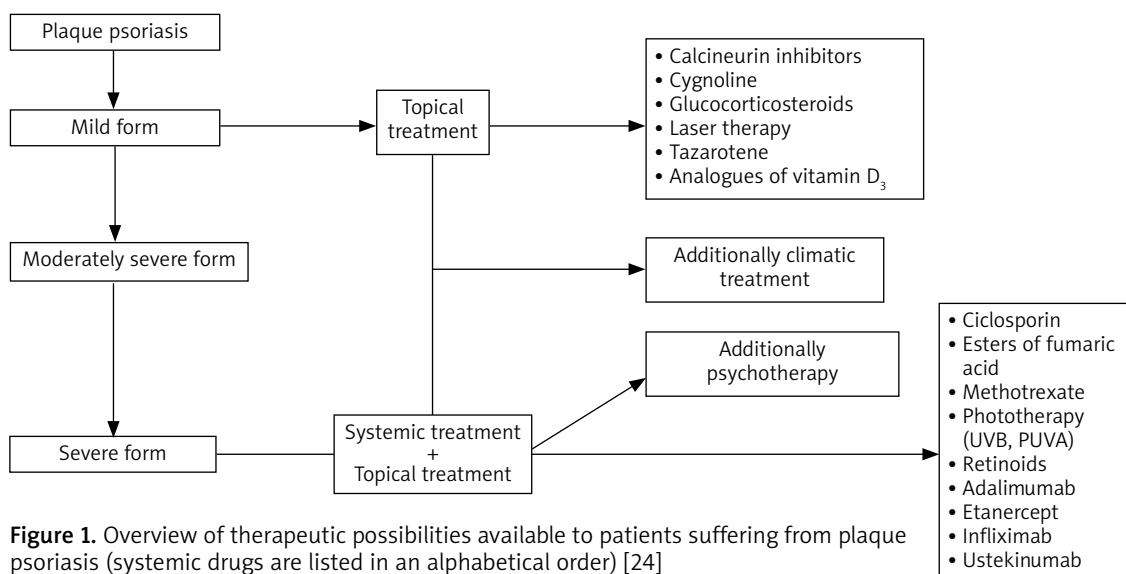 Plaque psoriasis
Mild form
Moderately severe form
Severe form
Topical
treatment
Systemic treatment
+
Topical treatment
• Calcineurin inhibitors
• Cygnoline
• Glucocorticosteroids
• Laser therapy
• Tazarotene
• Analogues of vitamin D₃
Additionally climatic
treatment
Additionally
psychotherapy
• Ciclosporin
• Esters of fumaric
acid
• Methotrexate
• Phototherapy
(UVB, PUVA)
• Retinoids
• Adalimumab
• Etanercept
• Infliximab
• Ustekinumab
Figure 1. Overview of therapeutic possibilities available to patients suffering from plaque
psoriasis (systemic drugs are listed in an alphabetical order) [24]